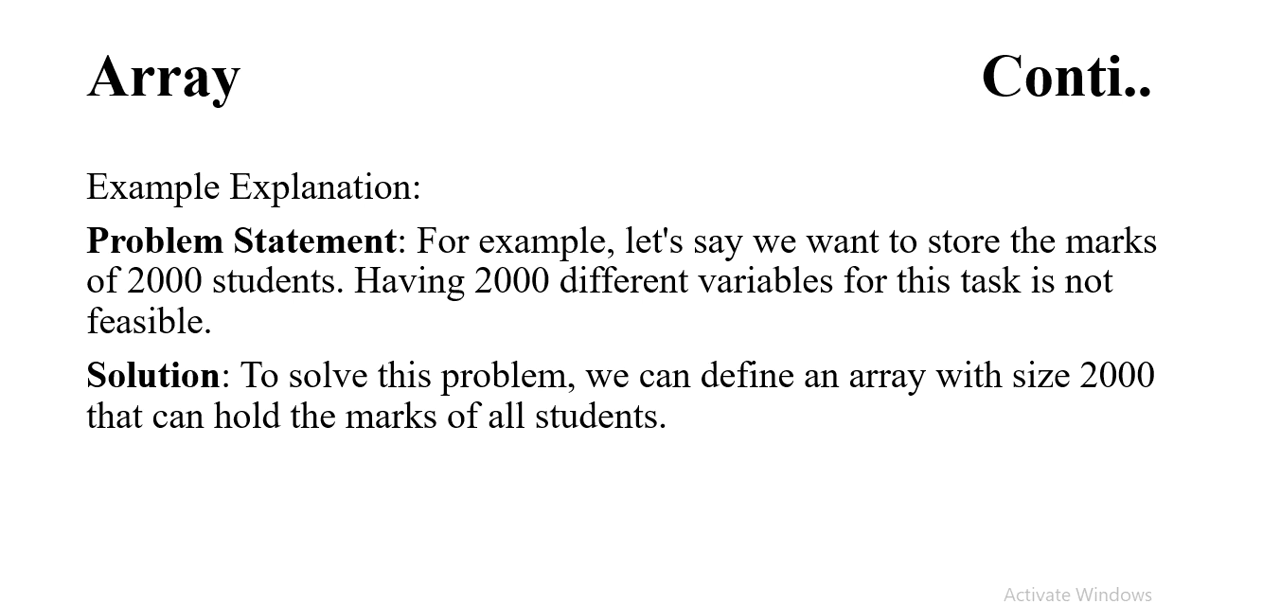 Array Conti..
Example Explanation:
Problem Statement: For example, let's say we want to store the marks
of 2000 students. Having 2000 different variables for this task is not
feasible.
Solution: To solve this problem, we can define an array with size 2000
that can hold the marks of all students.
Activate Windows